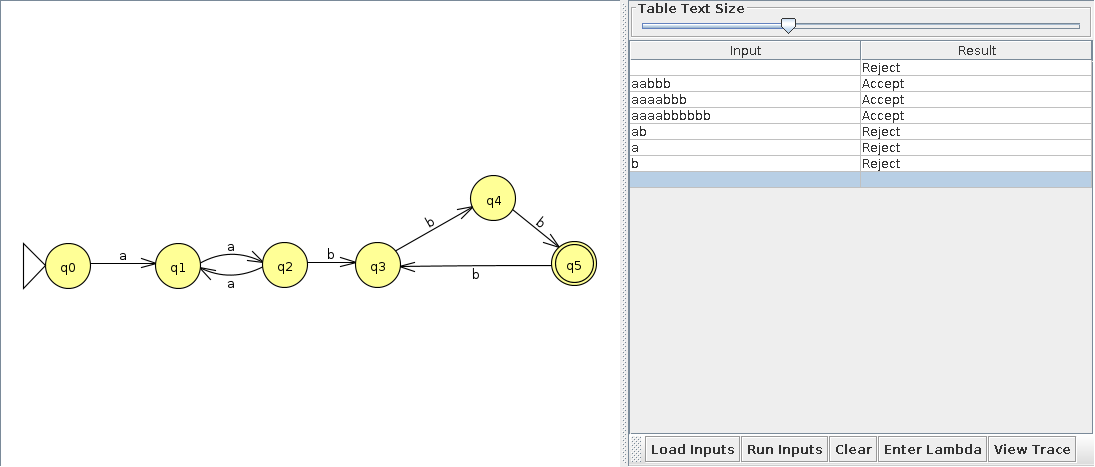 Table Text Size
Input Result
Reject
aabbb Accept
aaaabbb Accept
aaaabbbbbb Accept
ab Reject
a Reject
b Reject
q0 a q1 a a q2 b q3 b q4 b q5 b
Load Inputs Run Inputs Clear Enter Lambda View Trace